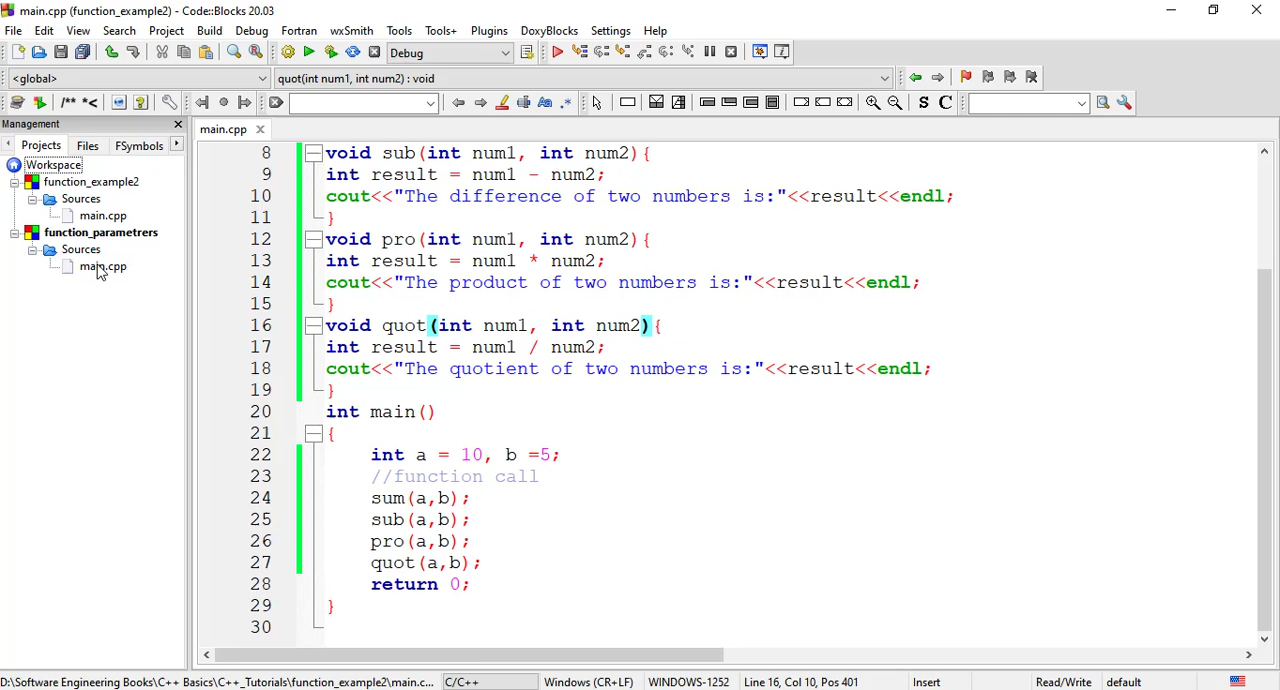 main.cpp (function_example2) - Code::Blocks 20.03
File Edit View Search Project Build Debug Fortran wxSmith Tools Tools+ Plugins DoxyBlocks Settings Help
Debug
<global> quot(int num1, int num2) : void
/** *<
S C
Management
main.cpp
Projects Files FSymbols
Workspace
function_example2
Sources
main.cpp
function_parametrers
Sources
main.cpp
8 void sub(int num1, int num2){
9 int result = num1 - num2;
10 cout<<"The difference of two numbers is:"<<result<<endl;
11 }
12 void pro(int num1, int num2){
13 int result = num1 * num2;
14 cout<<"The product of two numbers is:"<<result<<endl;
15 }
16 void quot(int num1, int num2){
17 int result = num1 / num2;
18 cout<<"The quotient of two numbers is:"<<result<<endl;
19 }
20 int main()
21 {
22 int a = 10, b =5;
23 //function call
24 sum(a,b);
25 sub(a,b);
26 pro(a,b);
27 quot(a,b);
28 return 0;
29 }
30
D:\Software Engineering Books\C++ Basics\C++_Tutorials\function_example2\main.c... C/C++ Windows (CR+LF) WINDOWS-1252 Line 16, Col 10, Pos 401 Insert Read/Write default